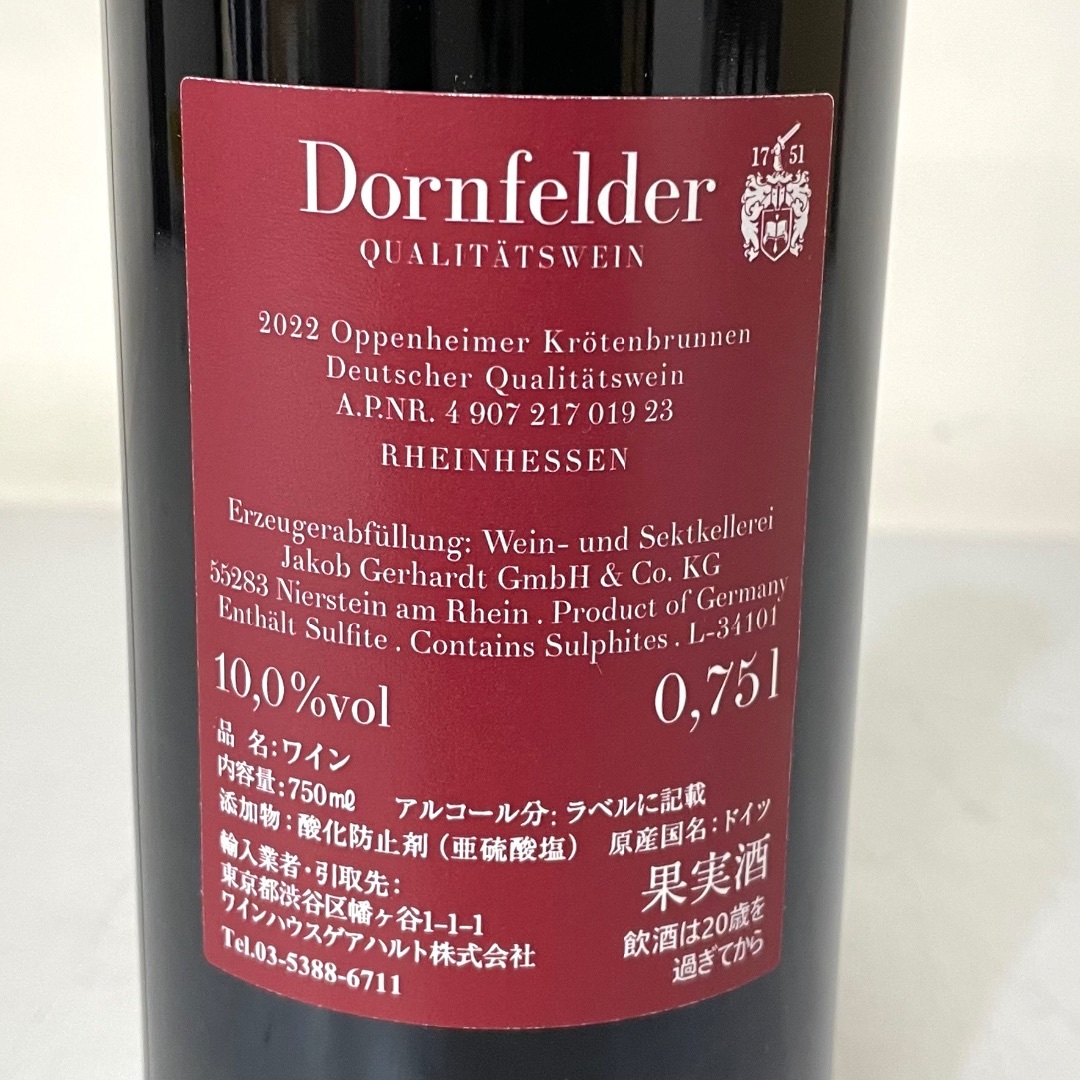 Dornfelder
17 51
QUALITÄTSWEIN
2022 Oppenheimer Krötenbrunnen
Deutscher Qualitätswein
A.P.NR. 4 907 217 019 23
RHEINHESSEN
Erzeugerabfüllung: Wein- und Sektkellerei
Jakob Gerhardt GmbH & Co. KG
55283 Nierstein am Rhein . Product of Germany
Enthält Sulfite . Contains Sulphites . L-34101
10,0%vol 0,75l
品 名:ワイン
内容量:750㎖ アルコール分:ラベルに記載
添加物:酸化防止剤(亜硫酸塩) 原産国名:ドイツ
輸入業者・引取先:
東京都渋谷区幡ヶ谷1-1-1
ワインハウスゲアハルト株式会社
Tel.03-5388-6711
果実酒
飲酒は20歳を
過ぎてから